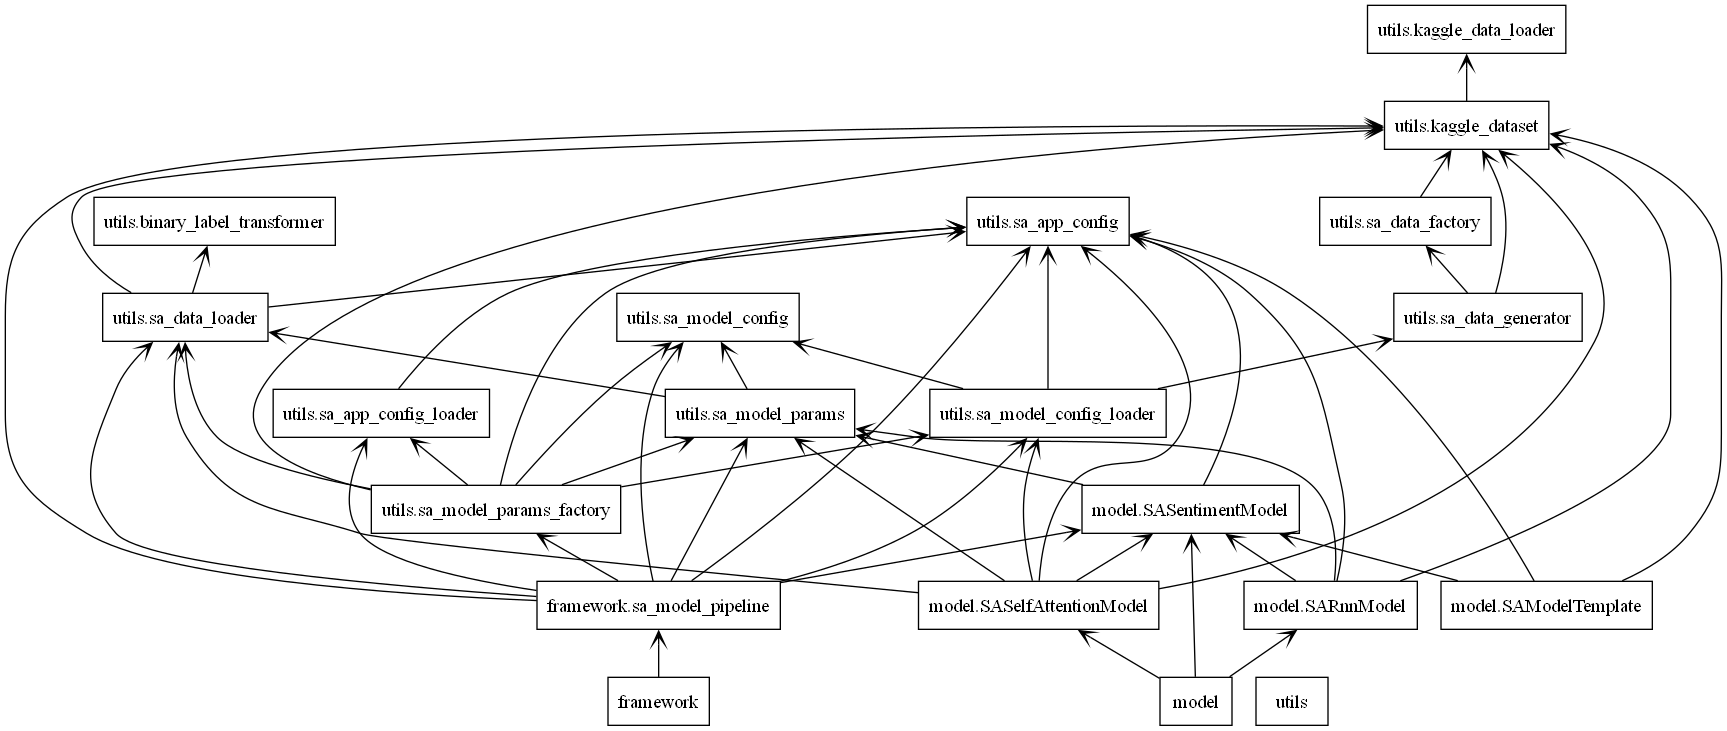 utils.kaggle_data_loader
utils.kaggle_dataset
utils.binary_label_transformer
utils.sa_app_config
utils.sa_data_factory
utils.sa_data_loader
utils.sa_model_config
utils.sa_data_generator
utils.sa_app_config_loader
utils.sa_model_params
utils.sa_model_config_loader
utils.sa_model_params_factory
model.SASentimentModel
framework.sa_model_pipeline
model.SASelfAttentionModel
model.SARnnModel
model.SAModelTemplate
framework
model
utils